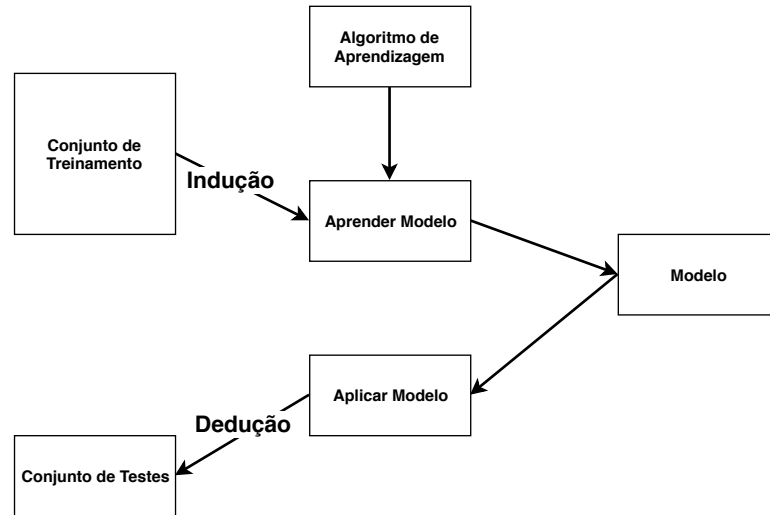 Algoritmo de
Aprendizagem
Conjunto de
Treinamento
Indução
Aprender Modelo
Modelo
Aplicar Modelo
Dedução
Conjunto de Testes